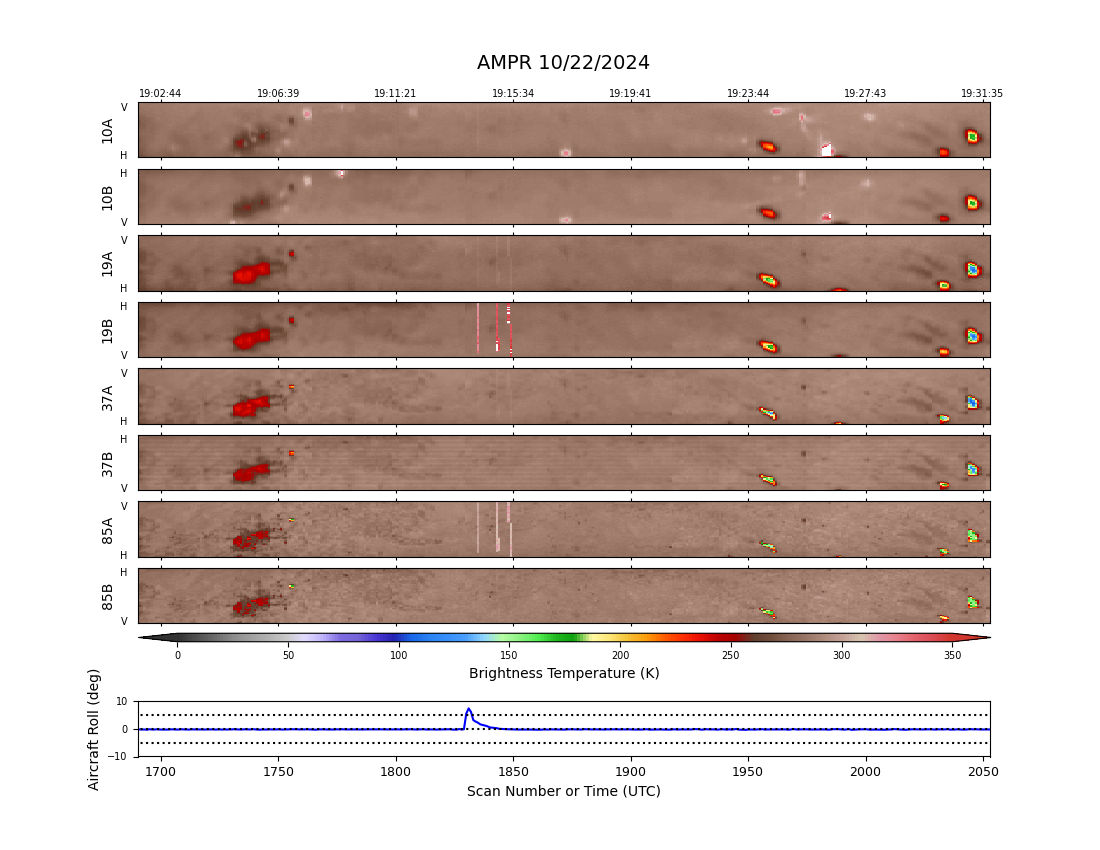 AMPR 10/22/2024
19:02:44 19:06:39 19:11:21 19:15:34 19:19:41 19:23:44 19:27:43 19:31:35
V
10A
H
H
10B
V
V
19A
H
H
19B
V
V
37A
H
H
37B
V
V
85A
H
H
85B
V
0 50 100 150 200 250 300 350
Brightness Temperature (K)
Aircraft Roll (deg)
10
0
−10
1700 1750 1800 1850 1900 1950 2000 2050
Scan Number or Time (UTC)